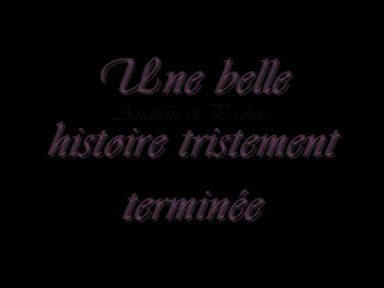 Une belle
Anakin et Padmé
histoire tristement
terminée